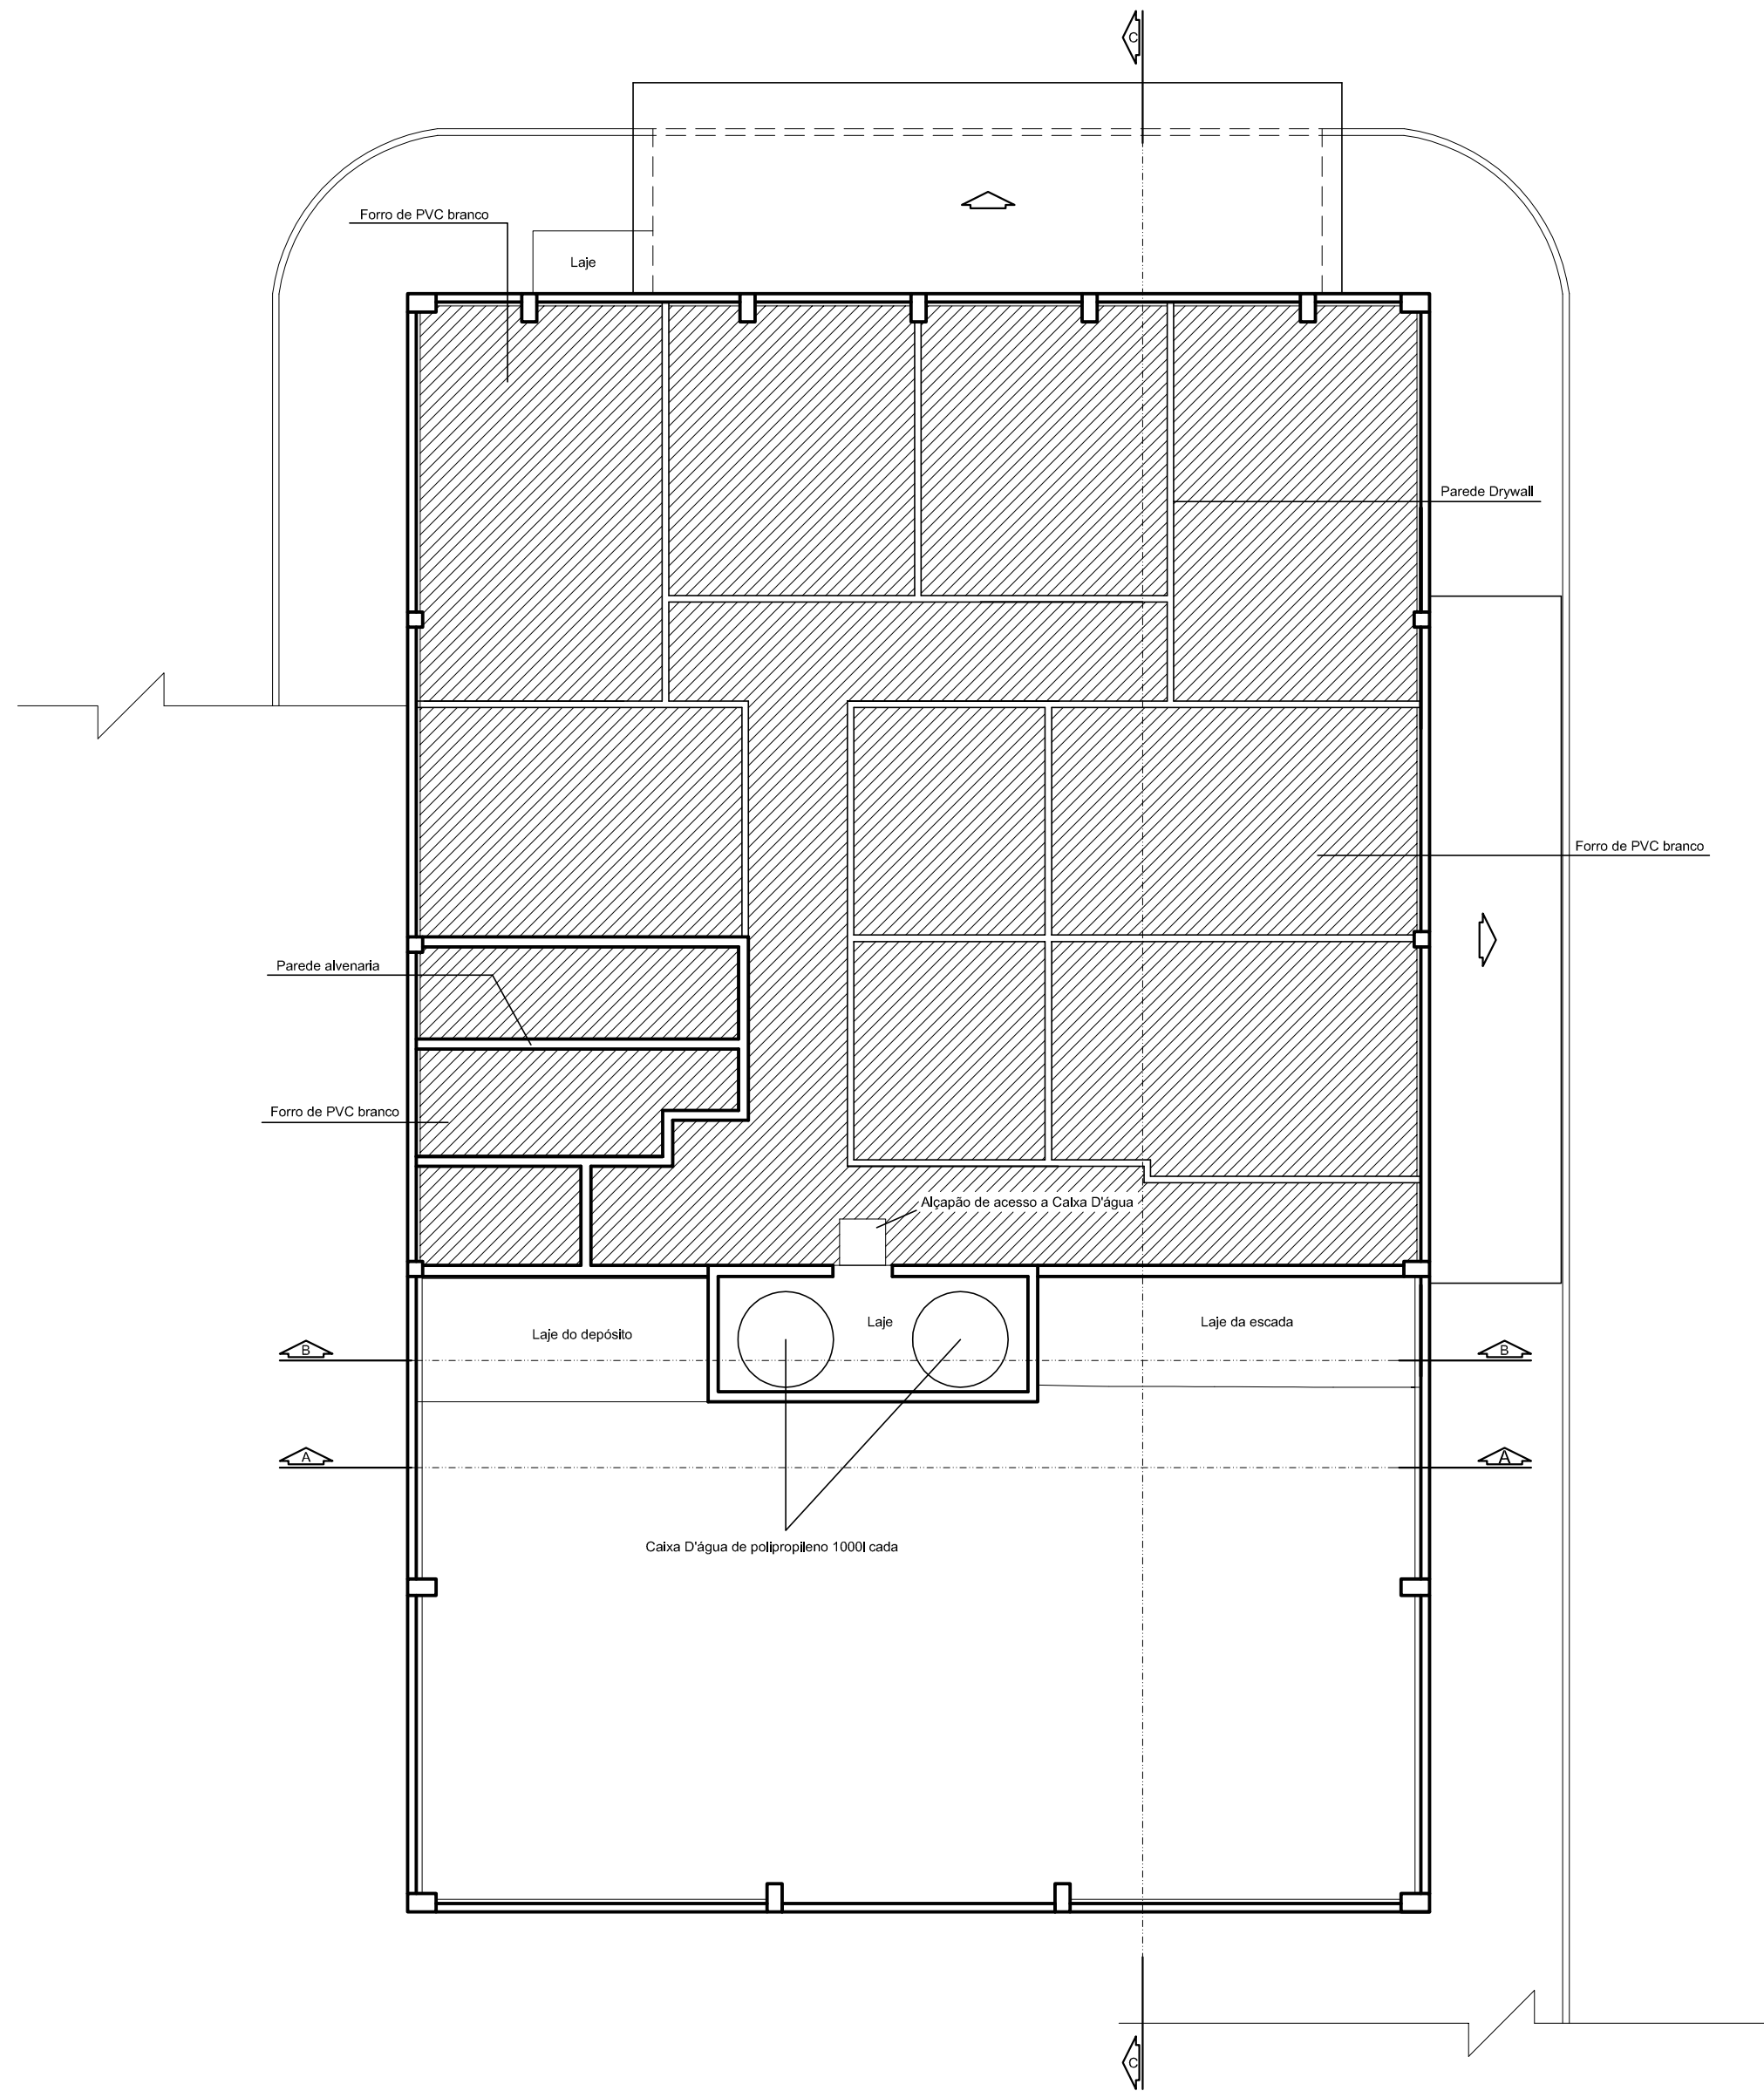 C
Forro de PVC branco
Laje
Parede Drywall
Forro de PVC branco
Parede alvenaria
Forro de PVC branco
Alçapão de acesso a Caixa D'água
Laje
Laje da escada
Laje do depósito
B
B
A
A
Caixa D'água de polipropileno 1000l cada
C